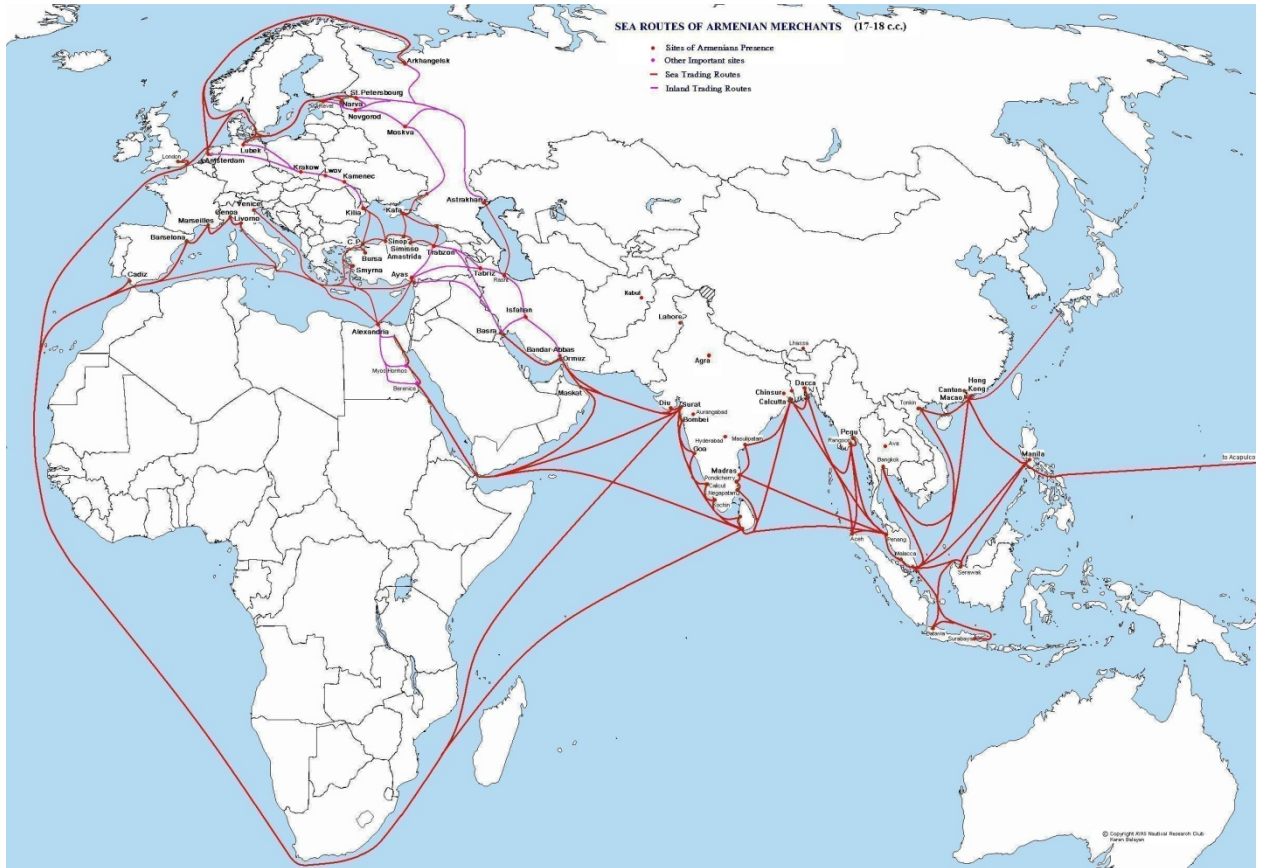 SEA ROUTES OF ARMENIAN MERCHANTS (17-18 c.c.)
Sites of Armenians Presence
Other Important sites
Sea Trading Routes
Inland Trading Routes
Arkhangelsk
St.Petersbourg
Revel
Narva
Novgorod
Moskva
London
Amsterdam
Lubek
Krakow
Lwov
Kamenec
Astrakhan
Venice
Genoa
Livorno
Marseilles
Barselona
Cadiz
Kilia
Kafa
C.P.
Bursa
Smyrna
Sinop
Simisso
Amastrida
Trabzon
Ayas
Tabriz
Rasht
Isfahan
Basra
Alexandria
Myos Hormos
Berenice
Bandar-Abbas
Ormuz
Maskat
Kabul
Lahore
Agra
Lhassa
Diu
Surat
Bombei
Aurangabad
Hyderabad
Masulipatam
Goa
Madras
Pondicherry
Calicut
Negapatam
Kochin
Chinsura
Calcutta
Dacca
Pegu
Rangoon
Ava
Bangkok
Tonkin
Canton
Macao
Hong
Kong
Manila
to Acapulco
Aceh
Penang
Malacca
Serawak
Batavia
Surabaya
© Copyright AYAS Nautical Research Club
Karen Balayan